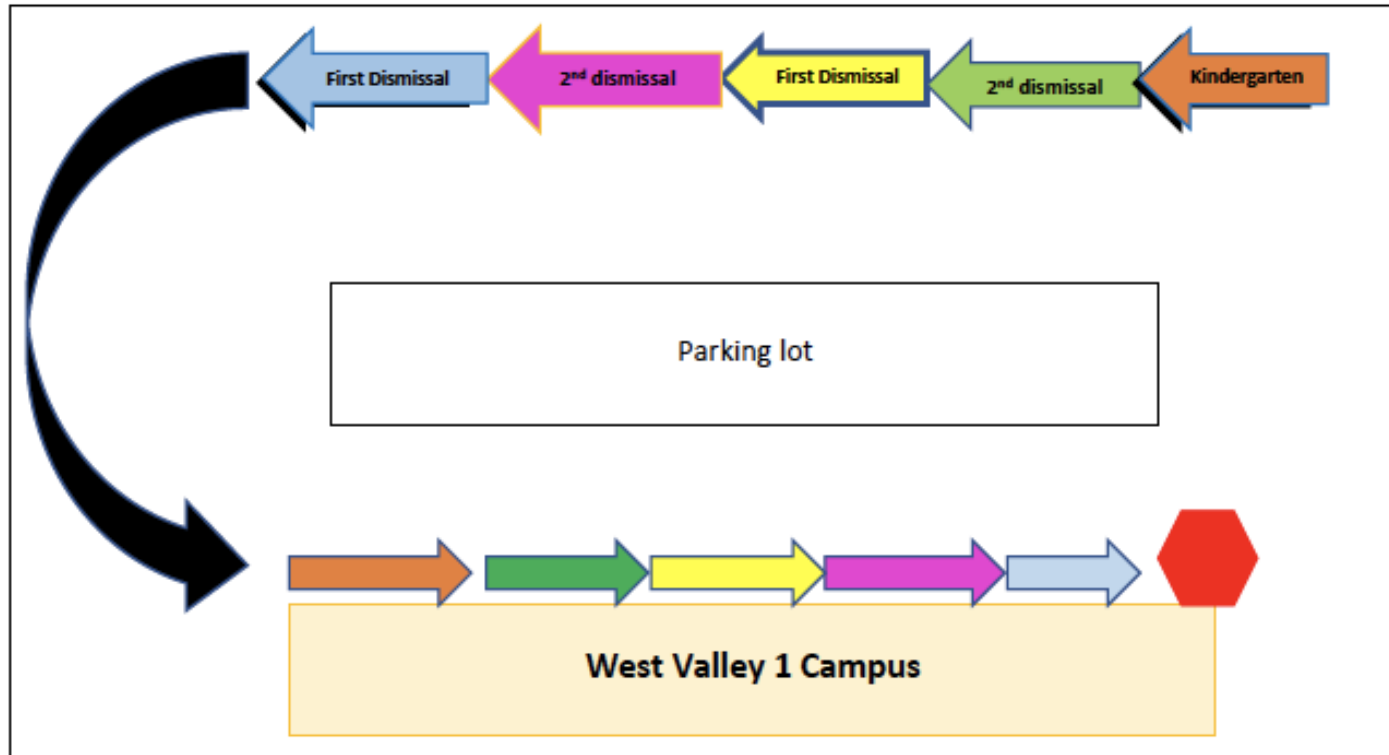 First Dismissal
2nd dismissal
First Dismissal
2nd dismissal
Kindergarten
Parking lot
West Valley 1 Campus